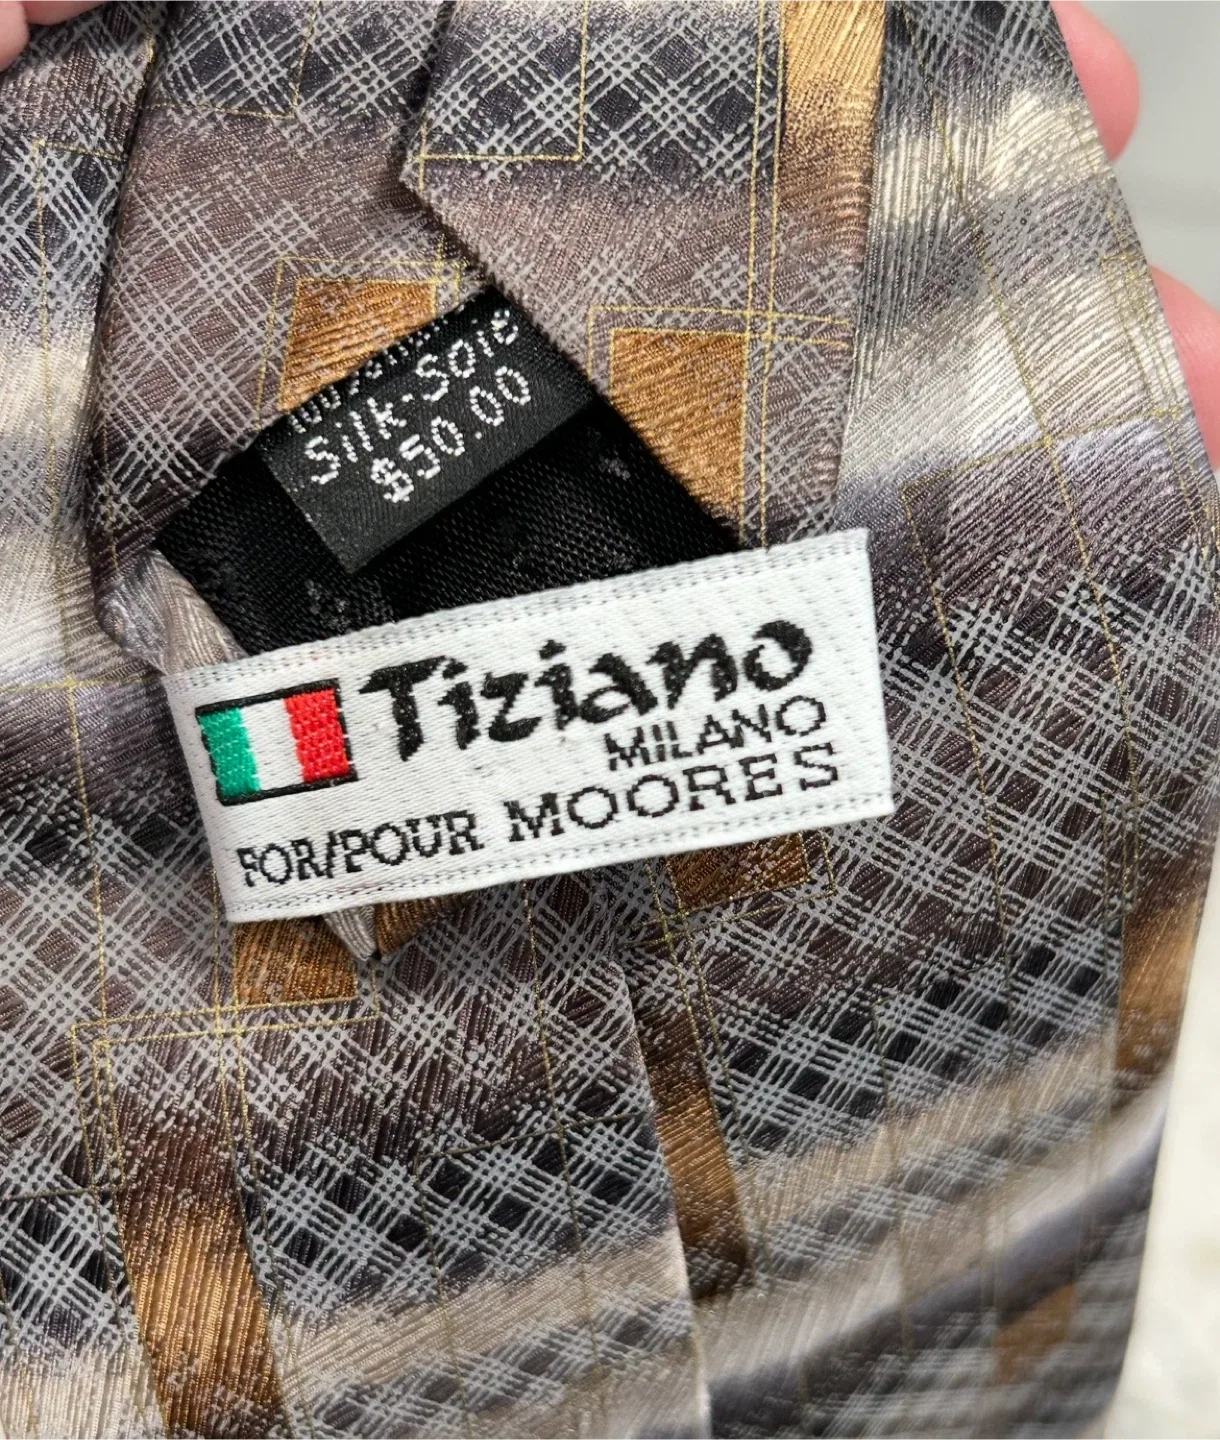 Silk-Soie
$50.00
Tiziano
MILANO
FOR/POUR MOORES